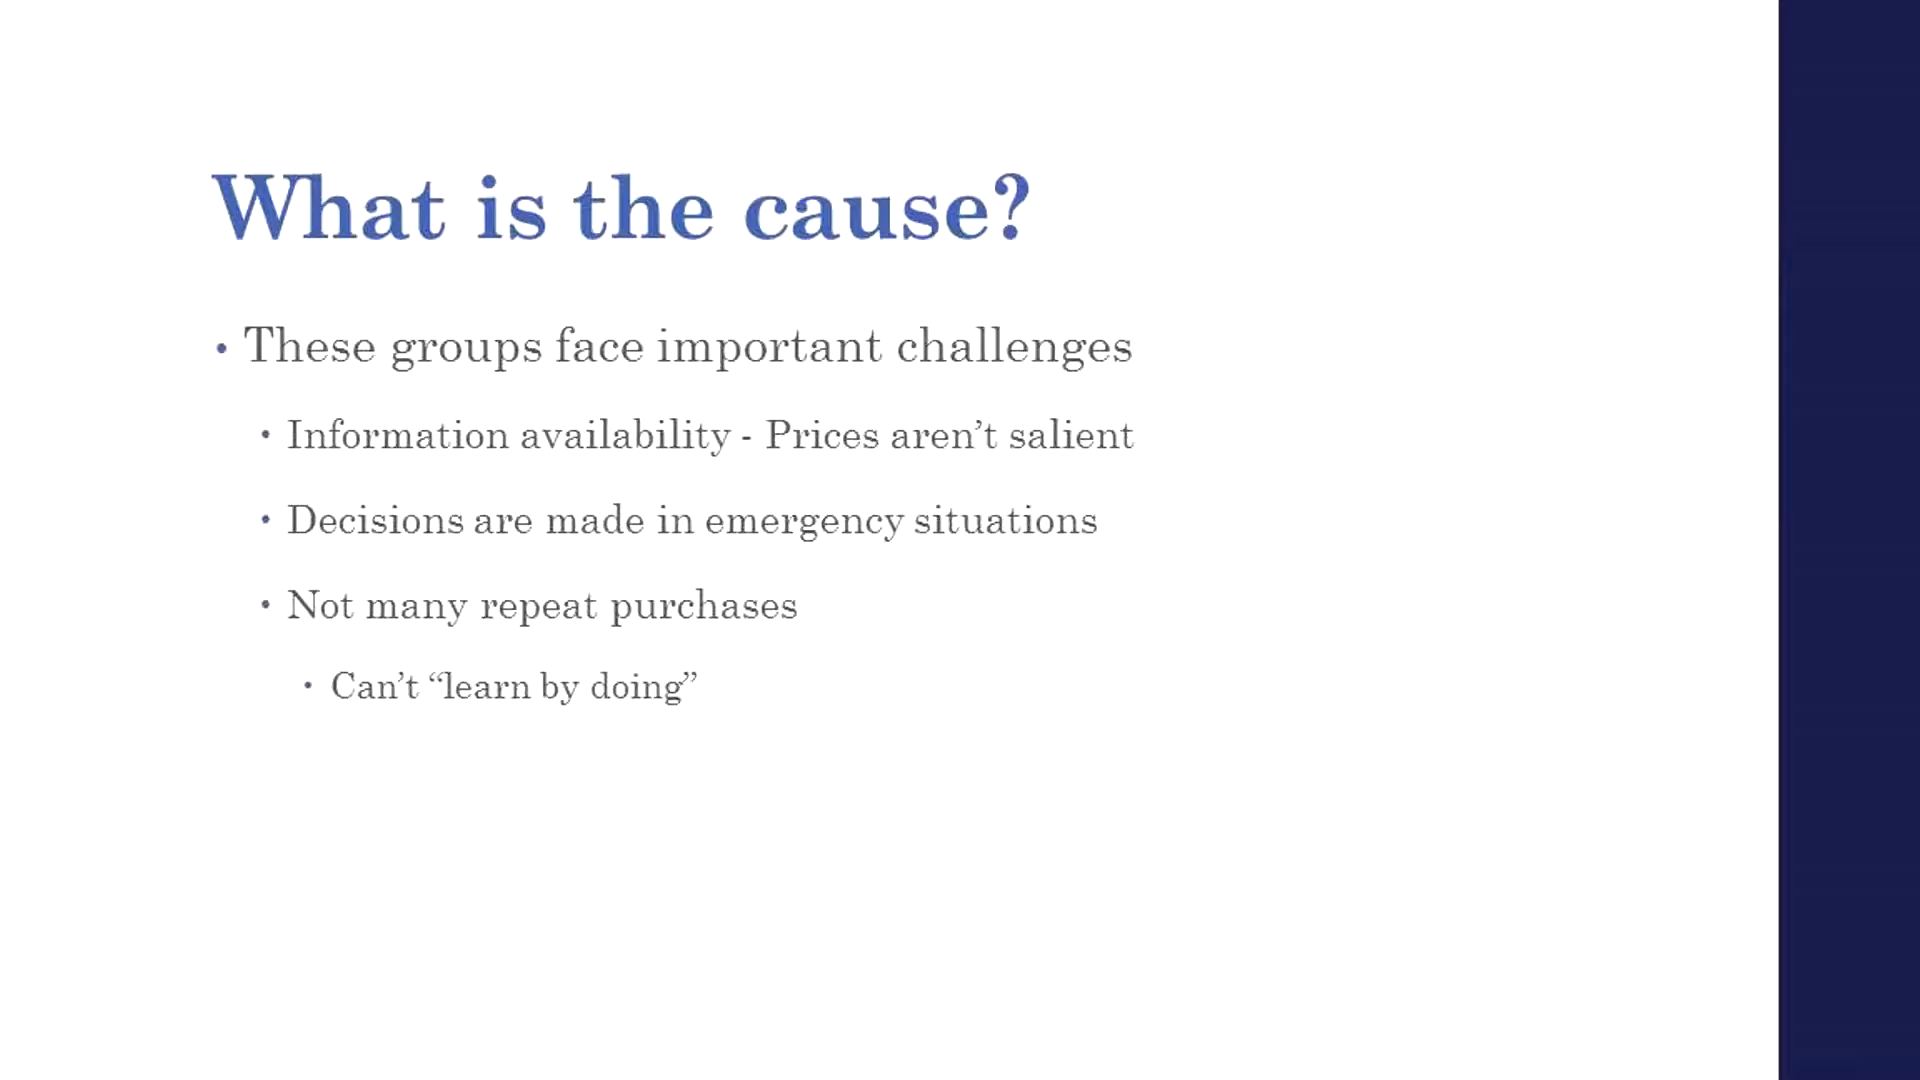 What is the cause?
• These groups face important challenges
• Information availability - Prices aren’t salient
• Decisions are made in emergency situations
• Not many repeat purchases
• Can’t “learn by doing”